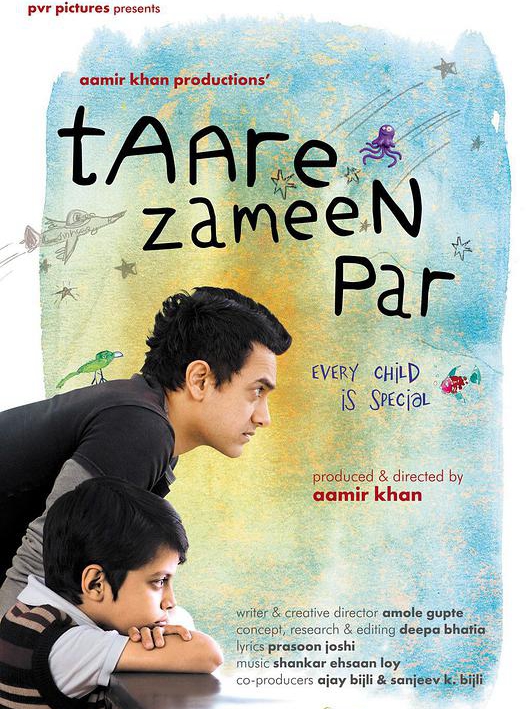 pvr pictures presents
aamir khan productions'
tAAre
zameeN
par
EVERY CHiLD
iS SPECiAL
produced & directed by
aamir khan
writer & creative director amole gupte
concept, research & editing deepa bhatia
lyrics prasoon joshi
music shankar ehsaan loy
co-producers ajay bijli & sanjeev k. bijli